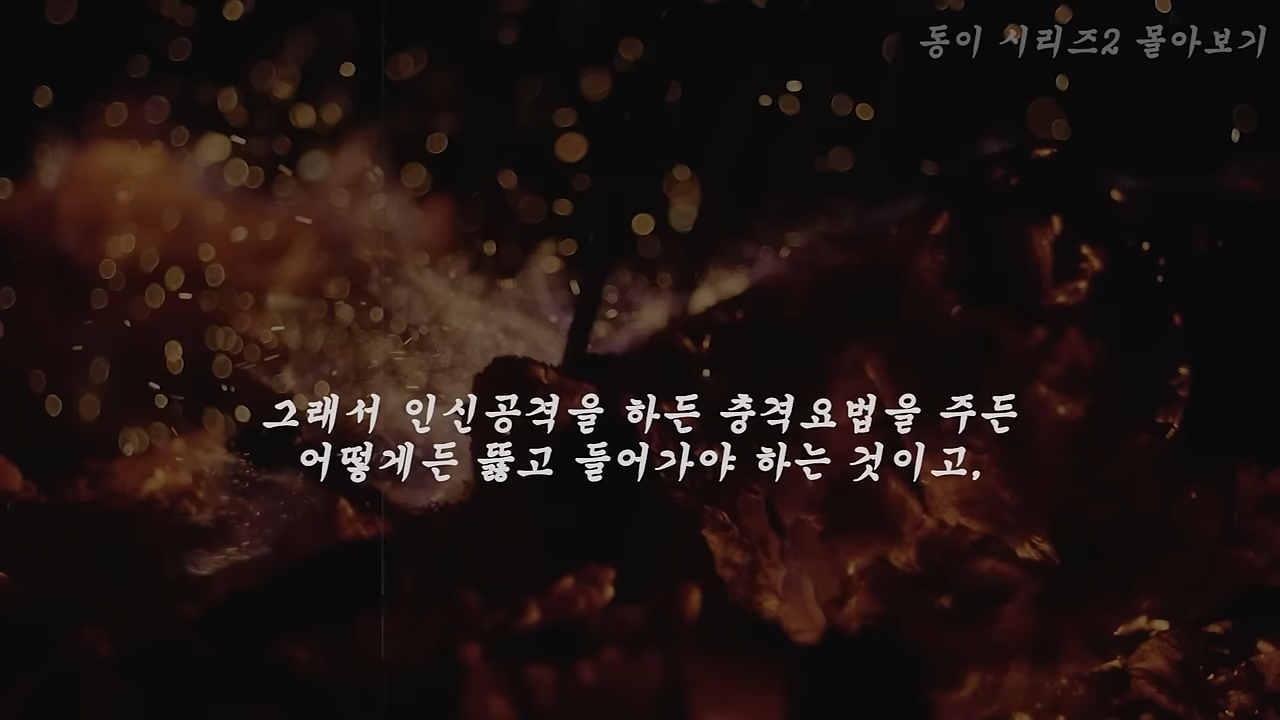 동이 시리즈2 몰아보기
그래서 인신공격을 하든 충격요법을 주든
어떻게든 뚫고 들어가야 하는 것이고,